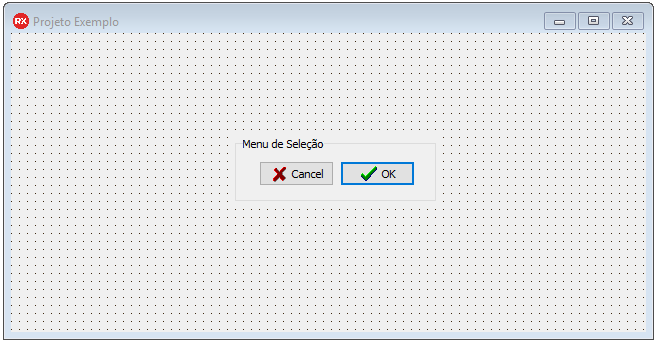 RX Projeto Exemplo
Menu de Seleção
Cancel OK